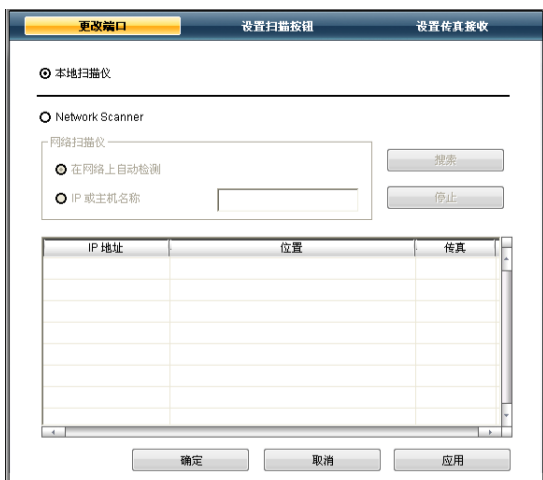 更改端口 设置扫描按钮 设置传真接收
本地扫描仪
Network Scanner
网络扫描仪
在网络上自动检测
搜索
IP 或主机名称
停止
IP 地址 位置 传真
确定 取消 应用